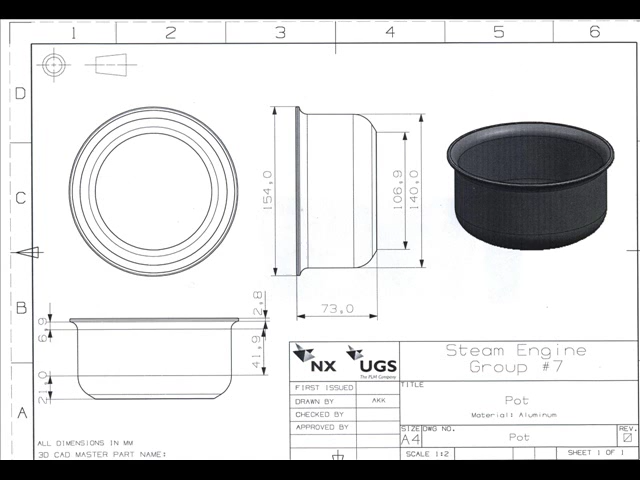 1 2 3 4 5 6
D
C
B
A
154,0
106,9
140,0
73,0
2,8
6,9
41,9
21,0
NX UGS
The PLM Company
Steam Engine
Group #7
FIRST ISSUED
DRAWN BY AKK
CHECKED BY
APPROVED BY
TITLE
Pot
Material: Aluminum
SIZE DWG NO. REV.
A4 Pot
SCALE 1:2 SHEET 1 OF 1
ALL DIMENSIONS IN MM
3D CAD MASTER PART NAME: